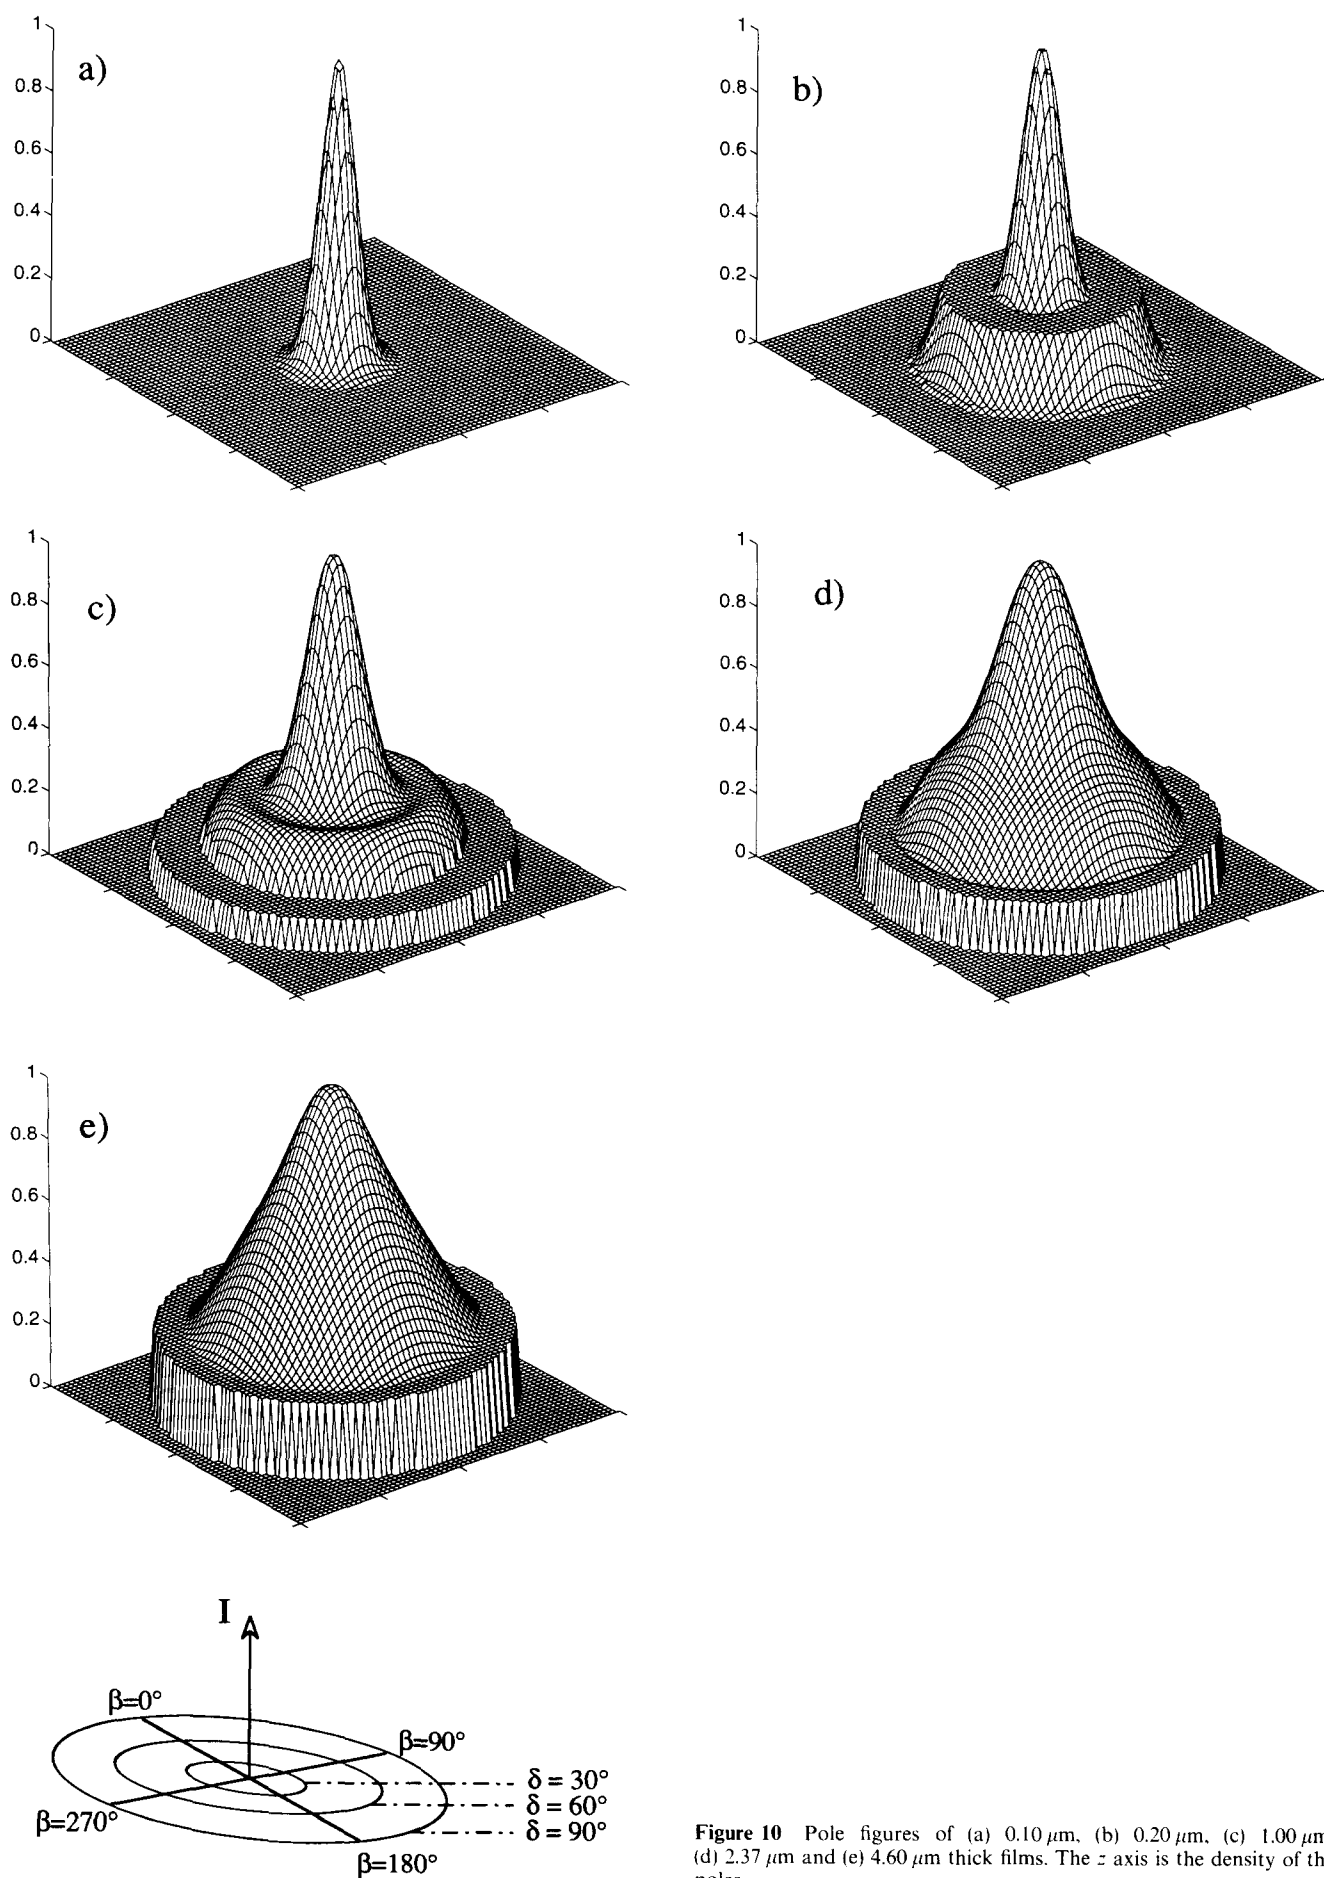 1
0.8
0.6
0.4
0.2
0
a)
1
0.8
0.6
0.4
0.2
0
b)
1
0.8
0.6
0.4
0.2
0
c)
1
0.8
0.6
0.4
0.2
0
d)
1
0.8
0.6
0.4
0.2
0
e)
I
β=0°
β=90°
δ = 30°
δ = 60°
δ = 90°
β=270°
β=180°
Figure 10 Pole figures of (a) 0.10 μm, (b) 0.20 μm, (c) 1.00 μm
(d) 2.37 μm and (e) 4.60 μm thick films. The z axis is the density of th